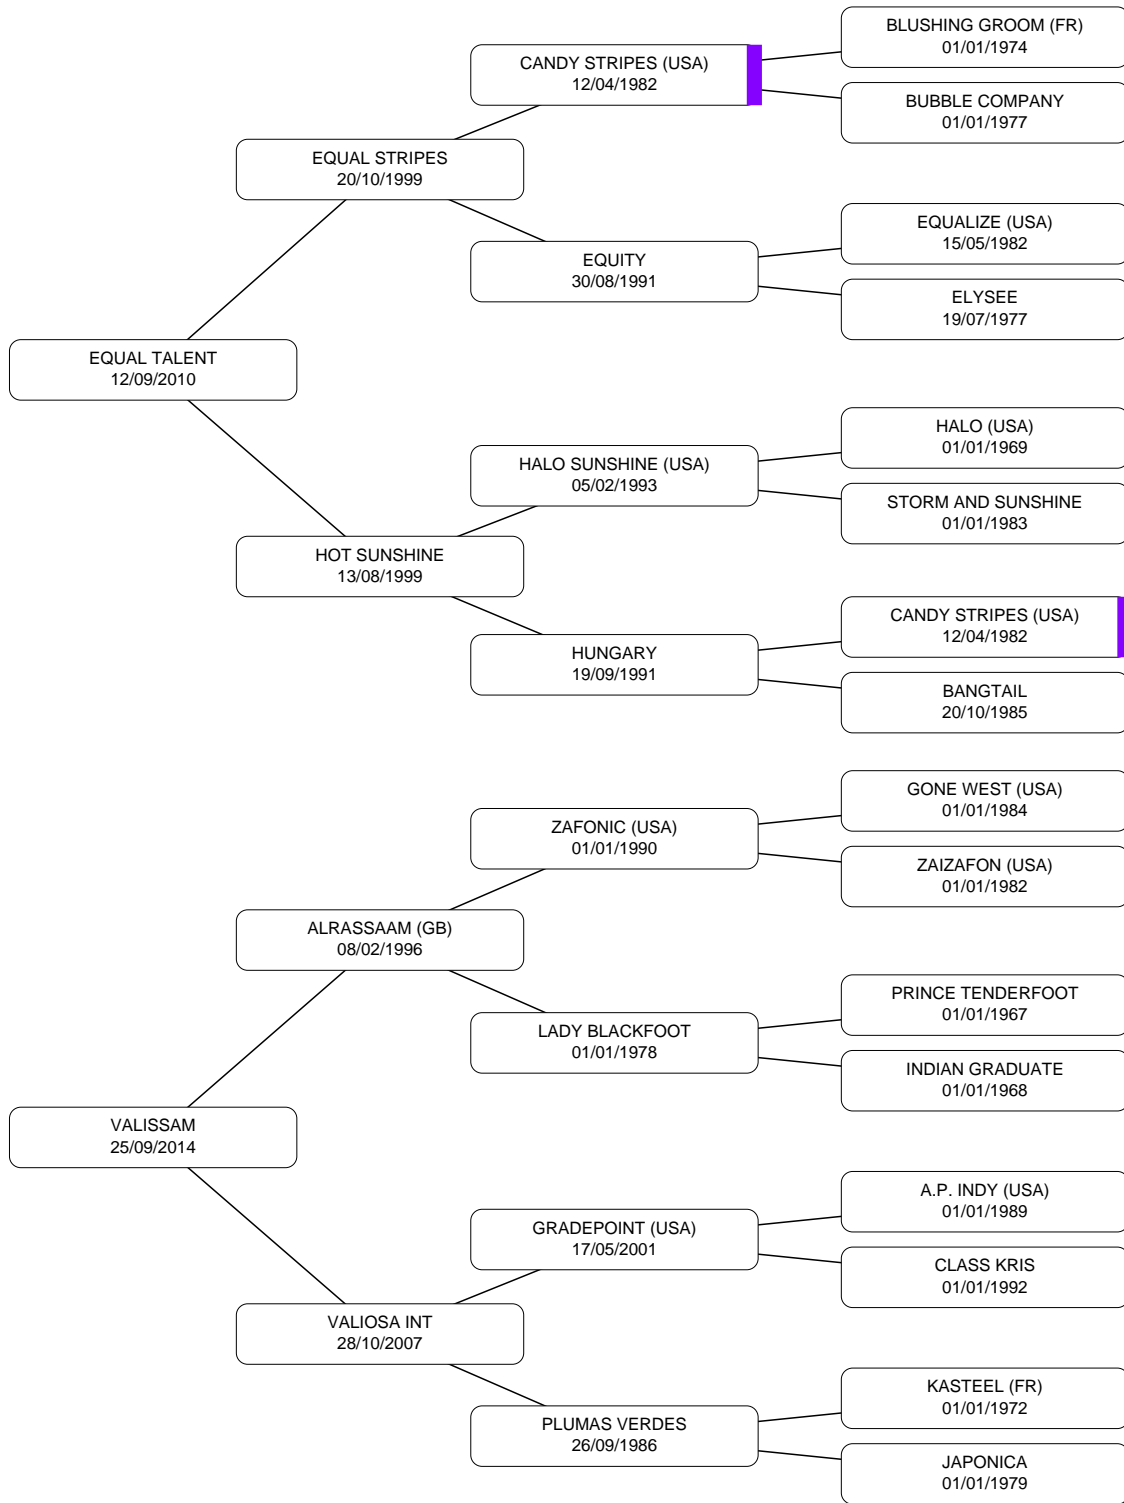 BLUSHING GROOM (FR)
01/01/1974
CANDY STRIPES (USA)
12/04/1982
BUBBLE COMPANY
01/01/1977
EQUAL STRIPES
20/10/1999
EQUALIZE (USA)
15/05/1982
EQUITY
30/08/1991
ELYSEE
19/07/1977
EQUAL TALENT
12/09/2010
HALO (USA)
01/01/1969
HALO SUNSHINE (USA)
05/02/1993
STORM AND SUNSHINE
01/01/1983
HOT SUNSHINE
13/08/1999
CANDY STRIPES (USA)
12/04/1982
HUNGARY
19/09/1991
BANGTAIL
20/10/1985
GONE WEST (USA)
01/01/1984
ZAFONIC (USA)
01/01/1990
ZAIZAFON (USA)
01/01/1982
ALRASSAAM (GB)
08/02/1996
PRINCE TENDERFOOT
01/01/1967
LADY BLACKFOOT
01/01/1978
INDIAN GRADUATE
01/01/1968
VALISSAM
25/09/2014
A.P. INDY (USA)
01/01/1989
GRADEPOINT (USA)
17/05/2001
CLASS KRIS
01/01/1992
VALIOSA INT
28/10/2007
KASTEEL (FR)
01/01/1972
PLUMAS VERDES
26/09/1986
JAPONICA
01/01/1979